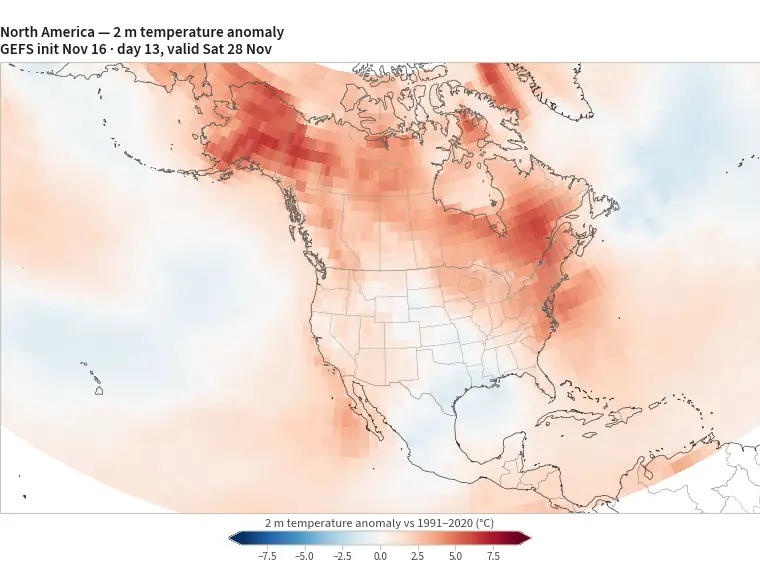 North America — 2 m temperature anomaly
GEFS init Nov 16 · day 13, valid Sat 28 Nov
2 m temperature anomaly vs 1991–2020 (°C)
−7.5 −5.0 −2.5 0.0 2.5 5.0 7.5